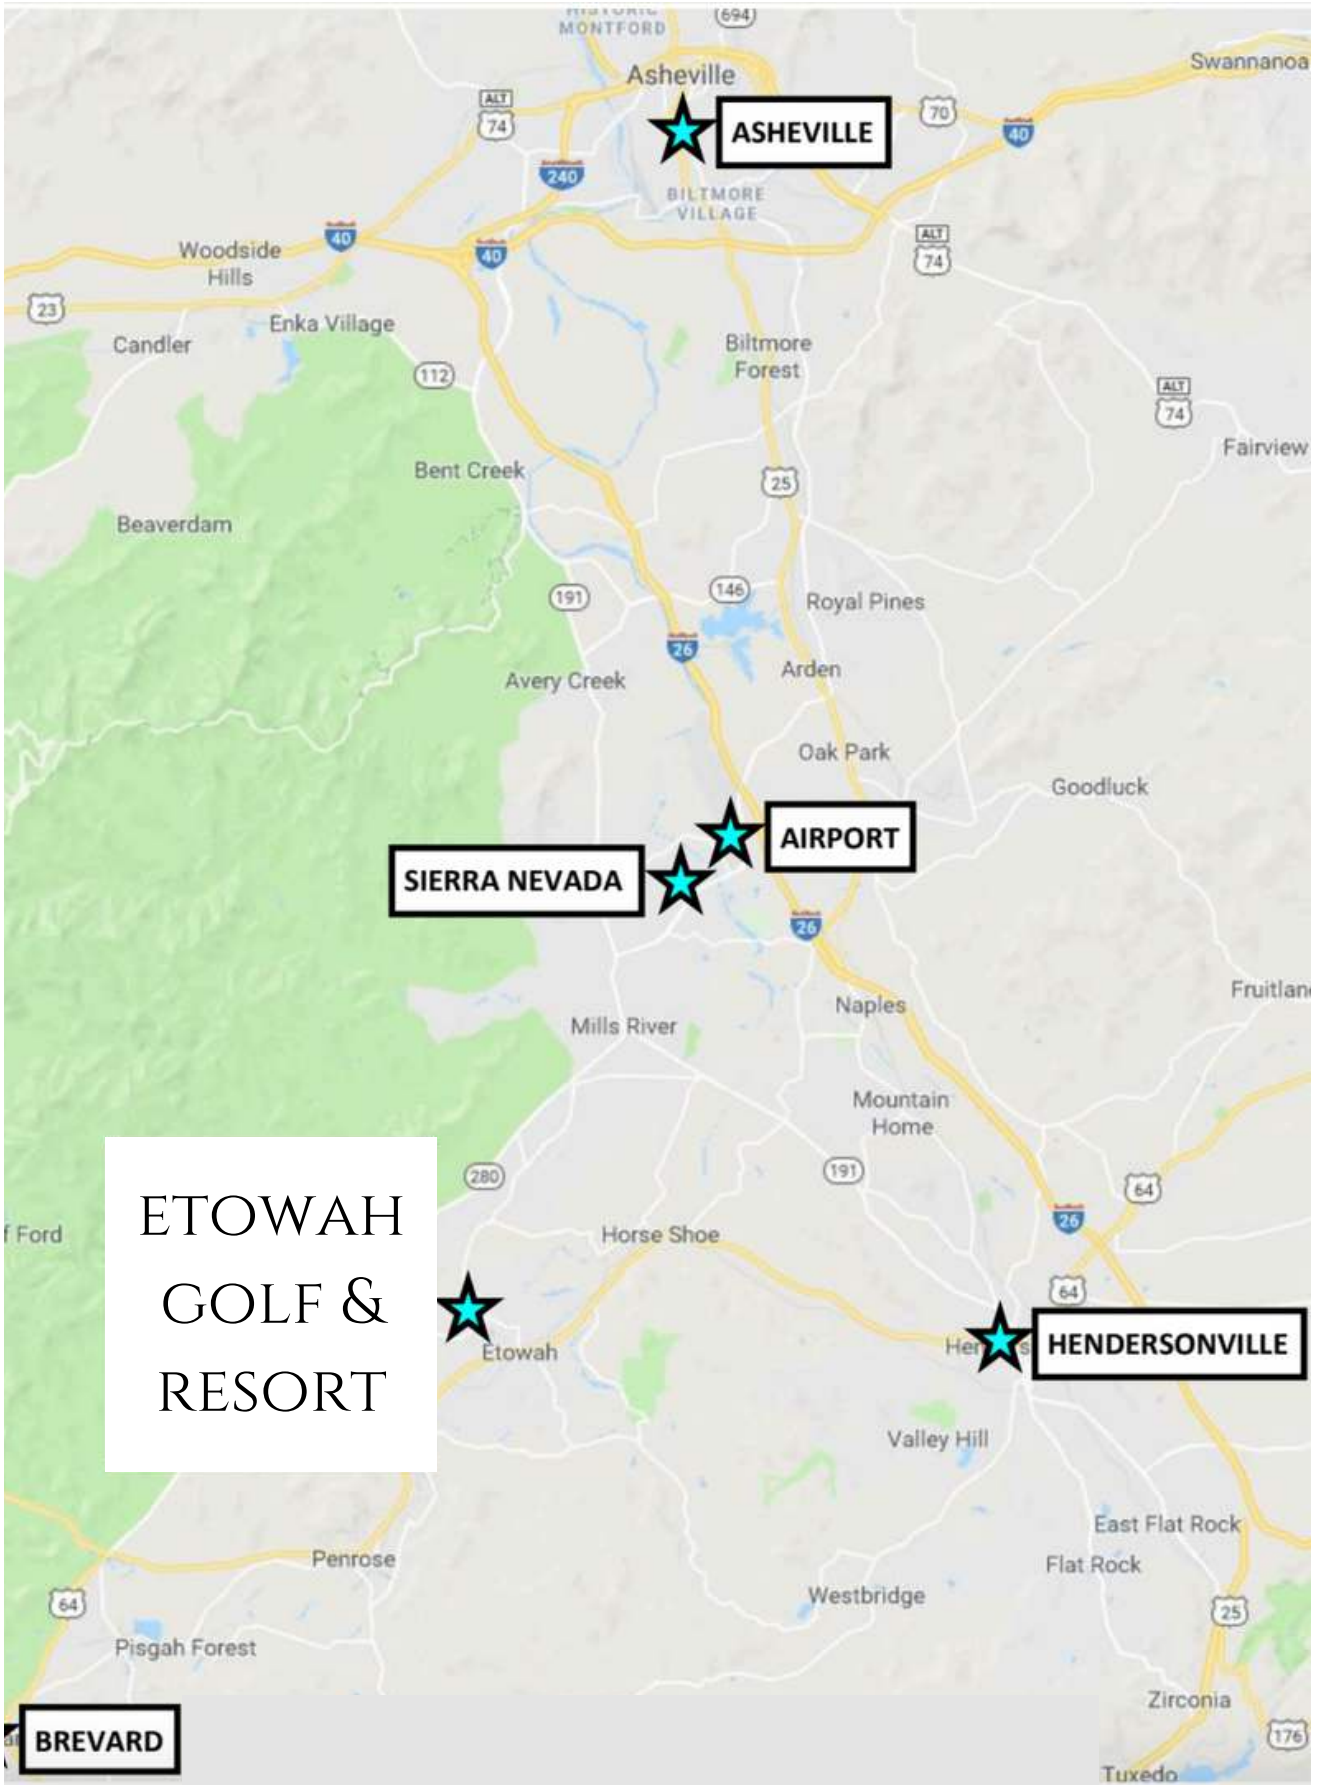 HISTORIC
MONTFORD
694
Asheville
Swannanoa
ALT
74
70
40
ASHEVILLE
240
BILTMORE
VILLAGE
40
40
ALT
74
Woodside
Hills
23
Enka Village
Candler
Biltmore
Forest
112
ALT
74
Fairview
Bent Creek
25
Beaverdam
191
146
Royal Pines
26
Arden
Avery Creek
Oak Park
Goodluck
AIRPORT
SIERRA NEVADA
26
Fruitlan
Naples
Mills River
Mountain
Home
191
280
64
26
f Ford
Horse Shoe
ETOWAH
GOLF &
RESORT
64
Etowah
HENDERSONVILLE
Valley Hill
East Flat Rock
Penrose
Flat Rock
Westbridge
64
25
Pisgah Forest
Zirconia
BREVARD
176
Tuxedo